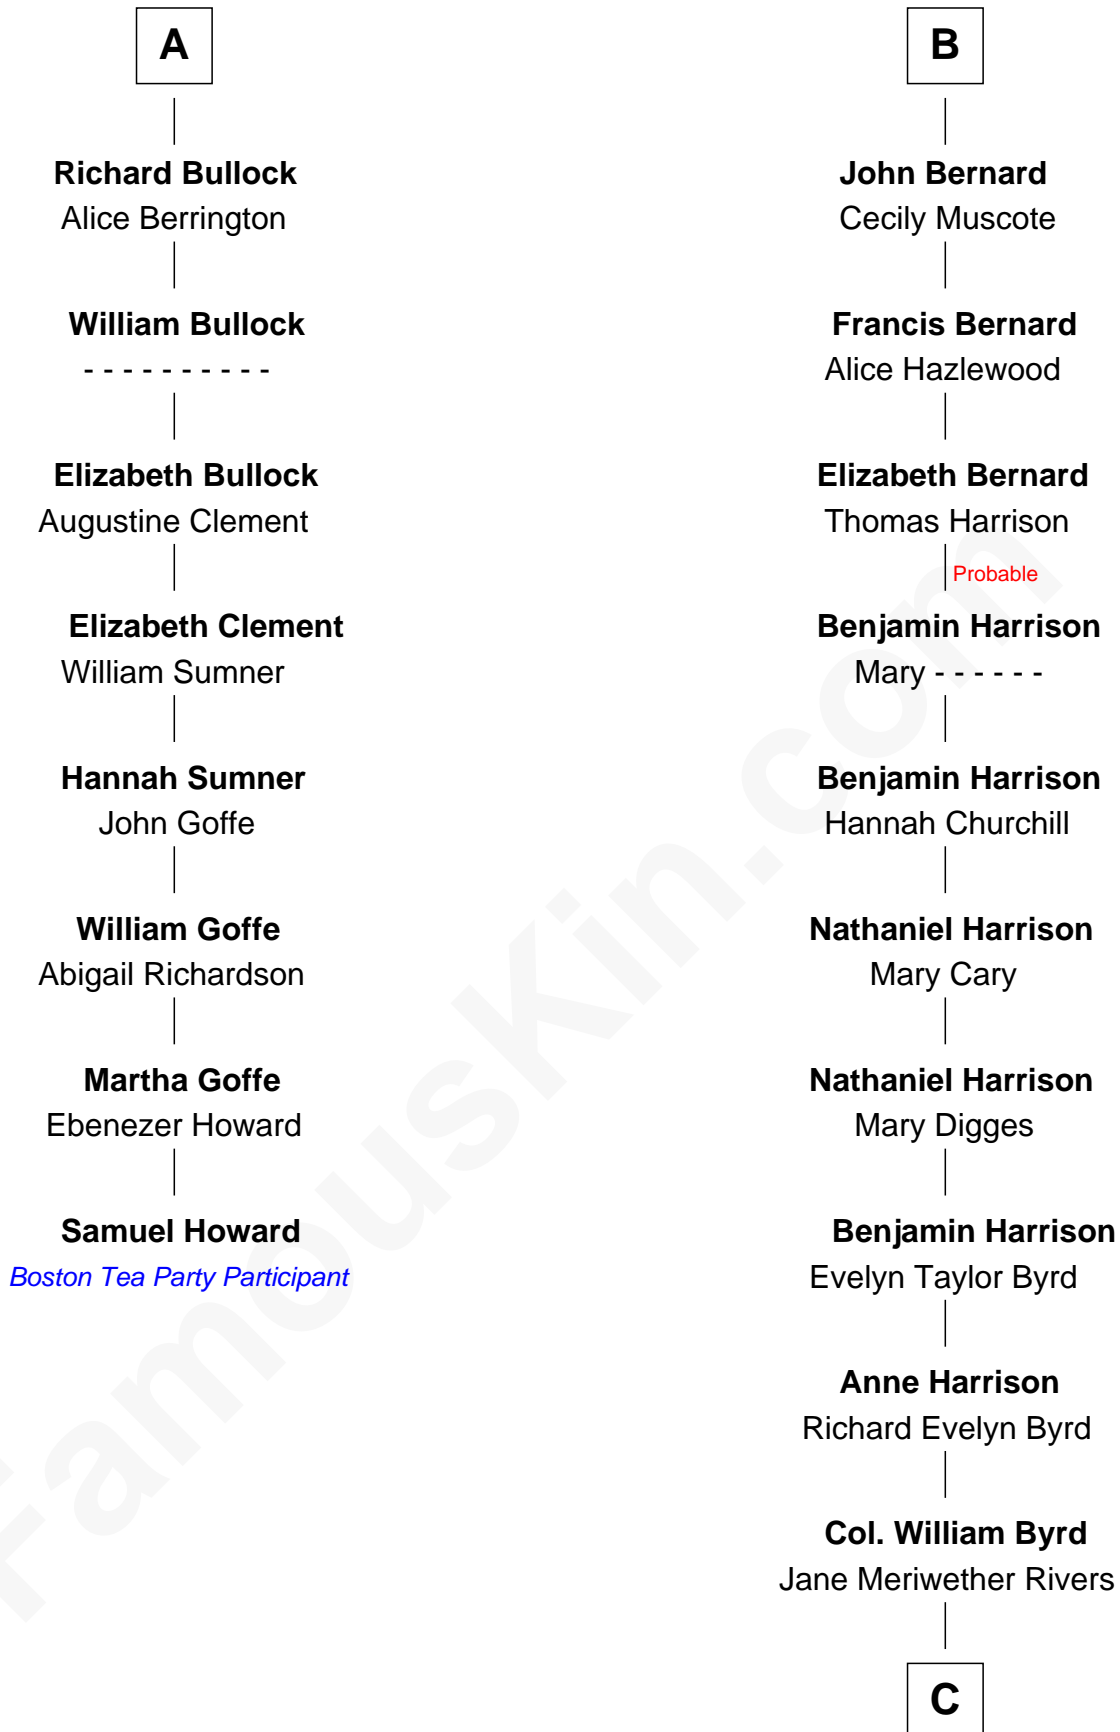 A
Richard Bullock
Alice Berrington
William Bullock
- - - - - - - - - -
Elizabeth Bullock
Augustine Clement
Elizabeth Clement
William Sumner
Hannah Sumner
John Goffe
William Goffe
Abigail Richardson
Martha Goffe
Ebenezer Howard
Samuel Howard
Boston Tea Party Participant
B
John Bernard
Cecily Muscote
Francis Bernard
Alice Hazlewood
Elizabeth Bernard
Thomas Harrison
Probable
Benjamin Harrison
Mary - - - - - -
Benjamin Harrison
Hannah Churchill
Nathaniel Harrison
Mary Cary
Nathaniel Harrison
Mary Digges
Benjamin Harrison
Evelyn Taylor Byrd
Anne Harrison
Richard Evelyn Byrd
Col. William Byrd
Jane Meriwether Rivers
C
FamousKin.com